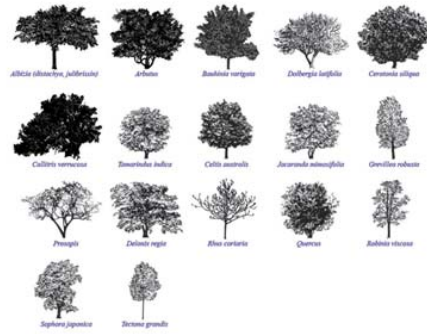 Albizia (distachya, julibrissin)
Arbutus
Bauhinia varigata
Dalbergia latifolia
Ceratonia siliqua
Callitris verrucosa
Tamarindus indica
Celtis australis
Jacaranda mimosifolia
Grevillea robusta
Prosopis
Delonix regia
Rhus coriaria
Quercus
Robinia viscosa
Sophora japonica
Tectona grandis